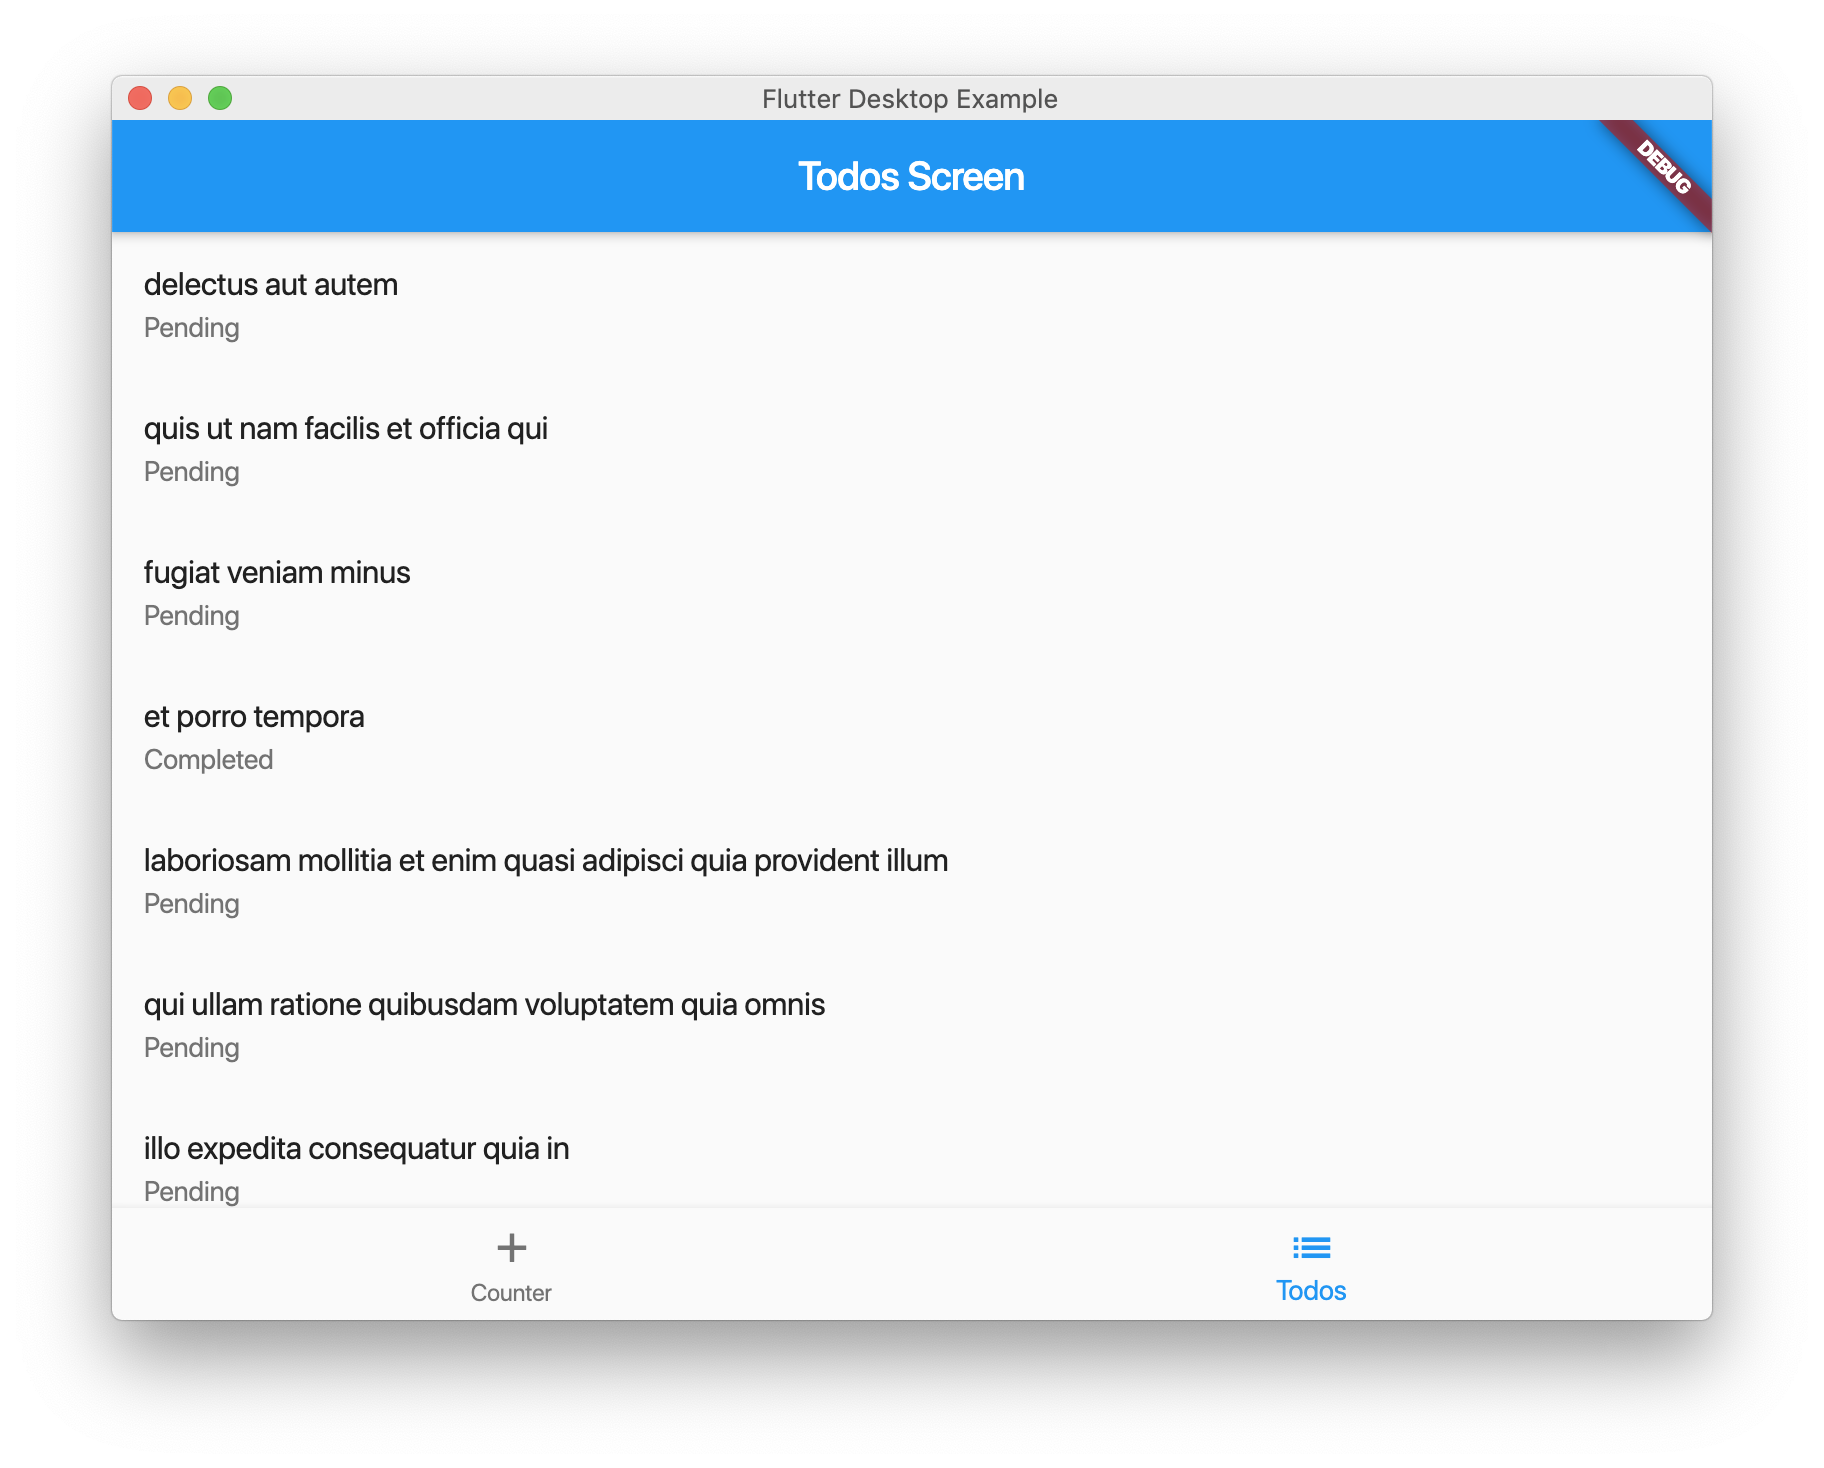 Flutter Desktop Example
Todos Screen
DEBUG
delectus aut autem
Pending
quis ut nam facilis et officia qui
Pending
fugiat veniam minus
Pending
et porro tempora
Completed
laboriosam mollitia et enim quasi adipisci quia provident illum
Pending
qui ullam ratione quibusdam voluptatem quia omnis
Pending
illo expedita consequatur quia in
Pending
Counter
Todos